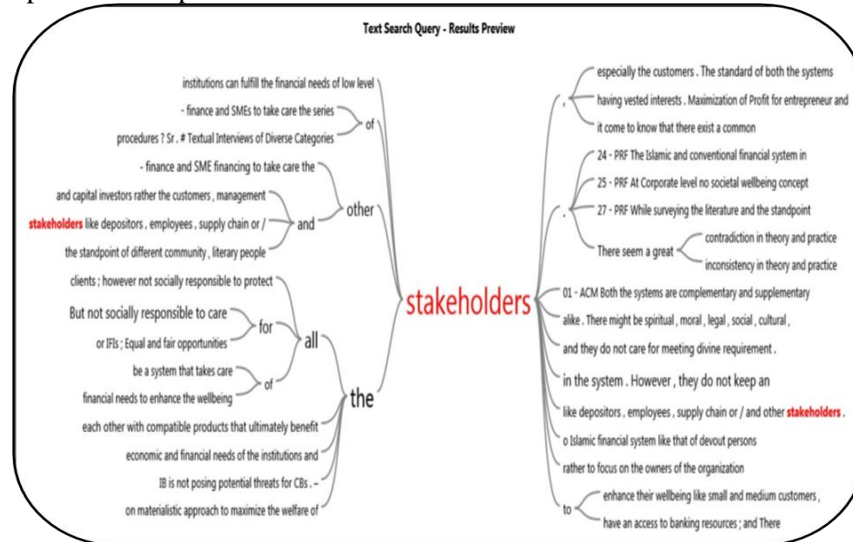 Text Search Query - Results Preview
institutions can fulfill the financial needs of low level
- finance and SMEs to take care the series
of
procedures ? Sr . # Textual Interviews of Diverse Categories
- finance and SME financing to take care the
other
and capital investors rather the customers , management
and
stakeholders like depositors , employees , supply chain or /
the standpoint of different community , literary people
clients ; however not socially responsible to protect
all
But not socially responsible to care
for
or IFIs ; Equal and fair opportunities
be a system that takes care
of
financial needs to enhance the wellbeing
the
each other with compatible products that ultimately benefit
economic and financial needs of the institutions and
IB is not posing potential threats for CBs . –
on materialistic approach to maximize the welfare of
stakeholders
,
especially the customers . The standard of both the systems
having vested interests . Maximization of Profit for entrepreneur and
it come to know that there exist a common
.
24 - PRF The Islamic and conventional financial system in
25 - PRF At Corporate level no societal wellbeing concept
27 - PRF While surveying the literature and the standpoint
There seem a great
contradiction in theory and practice
inconsistency in theory and practice
01 - ACM Both the systems are complementary and supplementary
alike . There might be spiritual , moral , legal , social , cultural ,
and they do not care for meeting divine requirement .
in the system . However , they do not keep an
like depositors , employees , supply chain or / and other stakeholders .
o Islamic financial system like that of devout persons
rather to focus on the owners of the organization
to
enhance their wellbeing like small and medium customers ,
have an access to banking resources ; and There